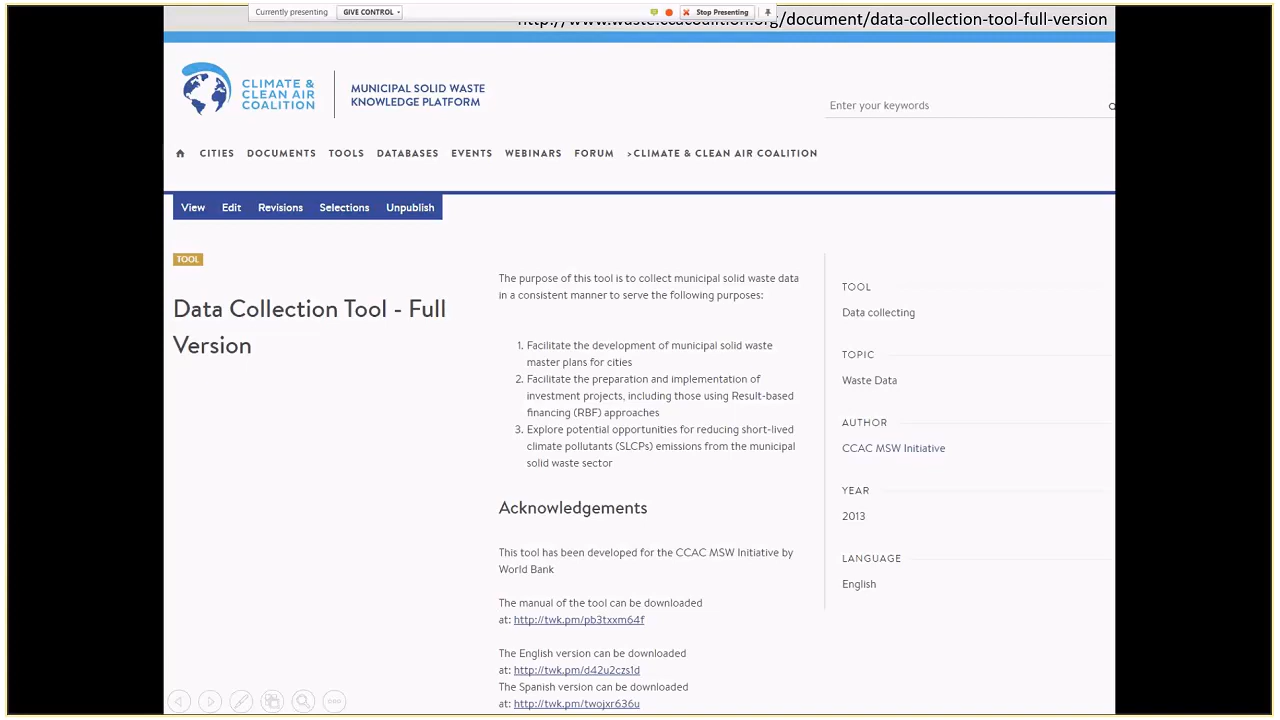 Currently presenting
GIVE CONTROL
Stop Presenting
http://www.waste.ccacoalition.org/document/data-collection-tool-full-version
CLIMATE &
CLEAN AIR
COALITION
MUNICIPAL SOLID WASTE
KNOWLEDGE PLATFORM
Enter your keywords
CITIES DOCUMENTS TOOLS DATABASES EVENTS WEBINARS FORUM >CLIMATE & CLEAN AIR COALITION
View Edit Revisions Selections Unpublish
TOOL
Data Collection Tool - Full
Version
The purpose of this tool is to collect municipal solid waste data
in a consistent manner to serve the following purposes:
1. Facilitate the development of municipal solid waste
master plans for cities
2. Facilitate the preparation and implementation of
investment projects, including those using Result-based
financing (RBF) approaches
3. Explore potential opportunities for reducing short-lived
climate pollutants (SLCPs) emissions from the municipal
solid waste sector
Acknowledgements
This tool has been developed for the CCAC MSW Initiative by
World Bank
The manual of the tool can be downloaded
at: http://twk.pm/pb3txxm64f
The English version can be downloaded
at: http://twk.pm/d42u2czs1d
The Spanish version can be downloaded
at: http://twk.pm/twojxr636u
TOOL
Data collecting
TOPIC
Waste Data
AUTHOR
CCAC MSW Initiative
YEAR
2013
LANGUAGE
English